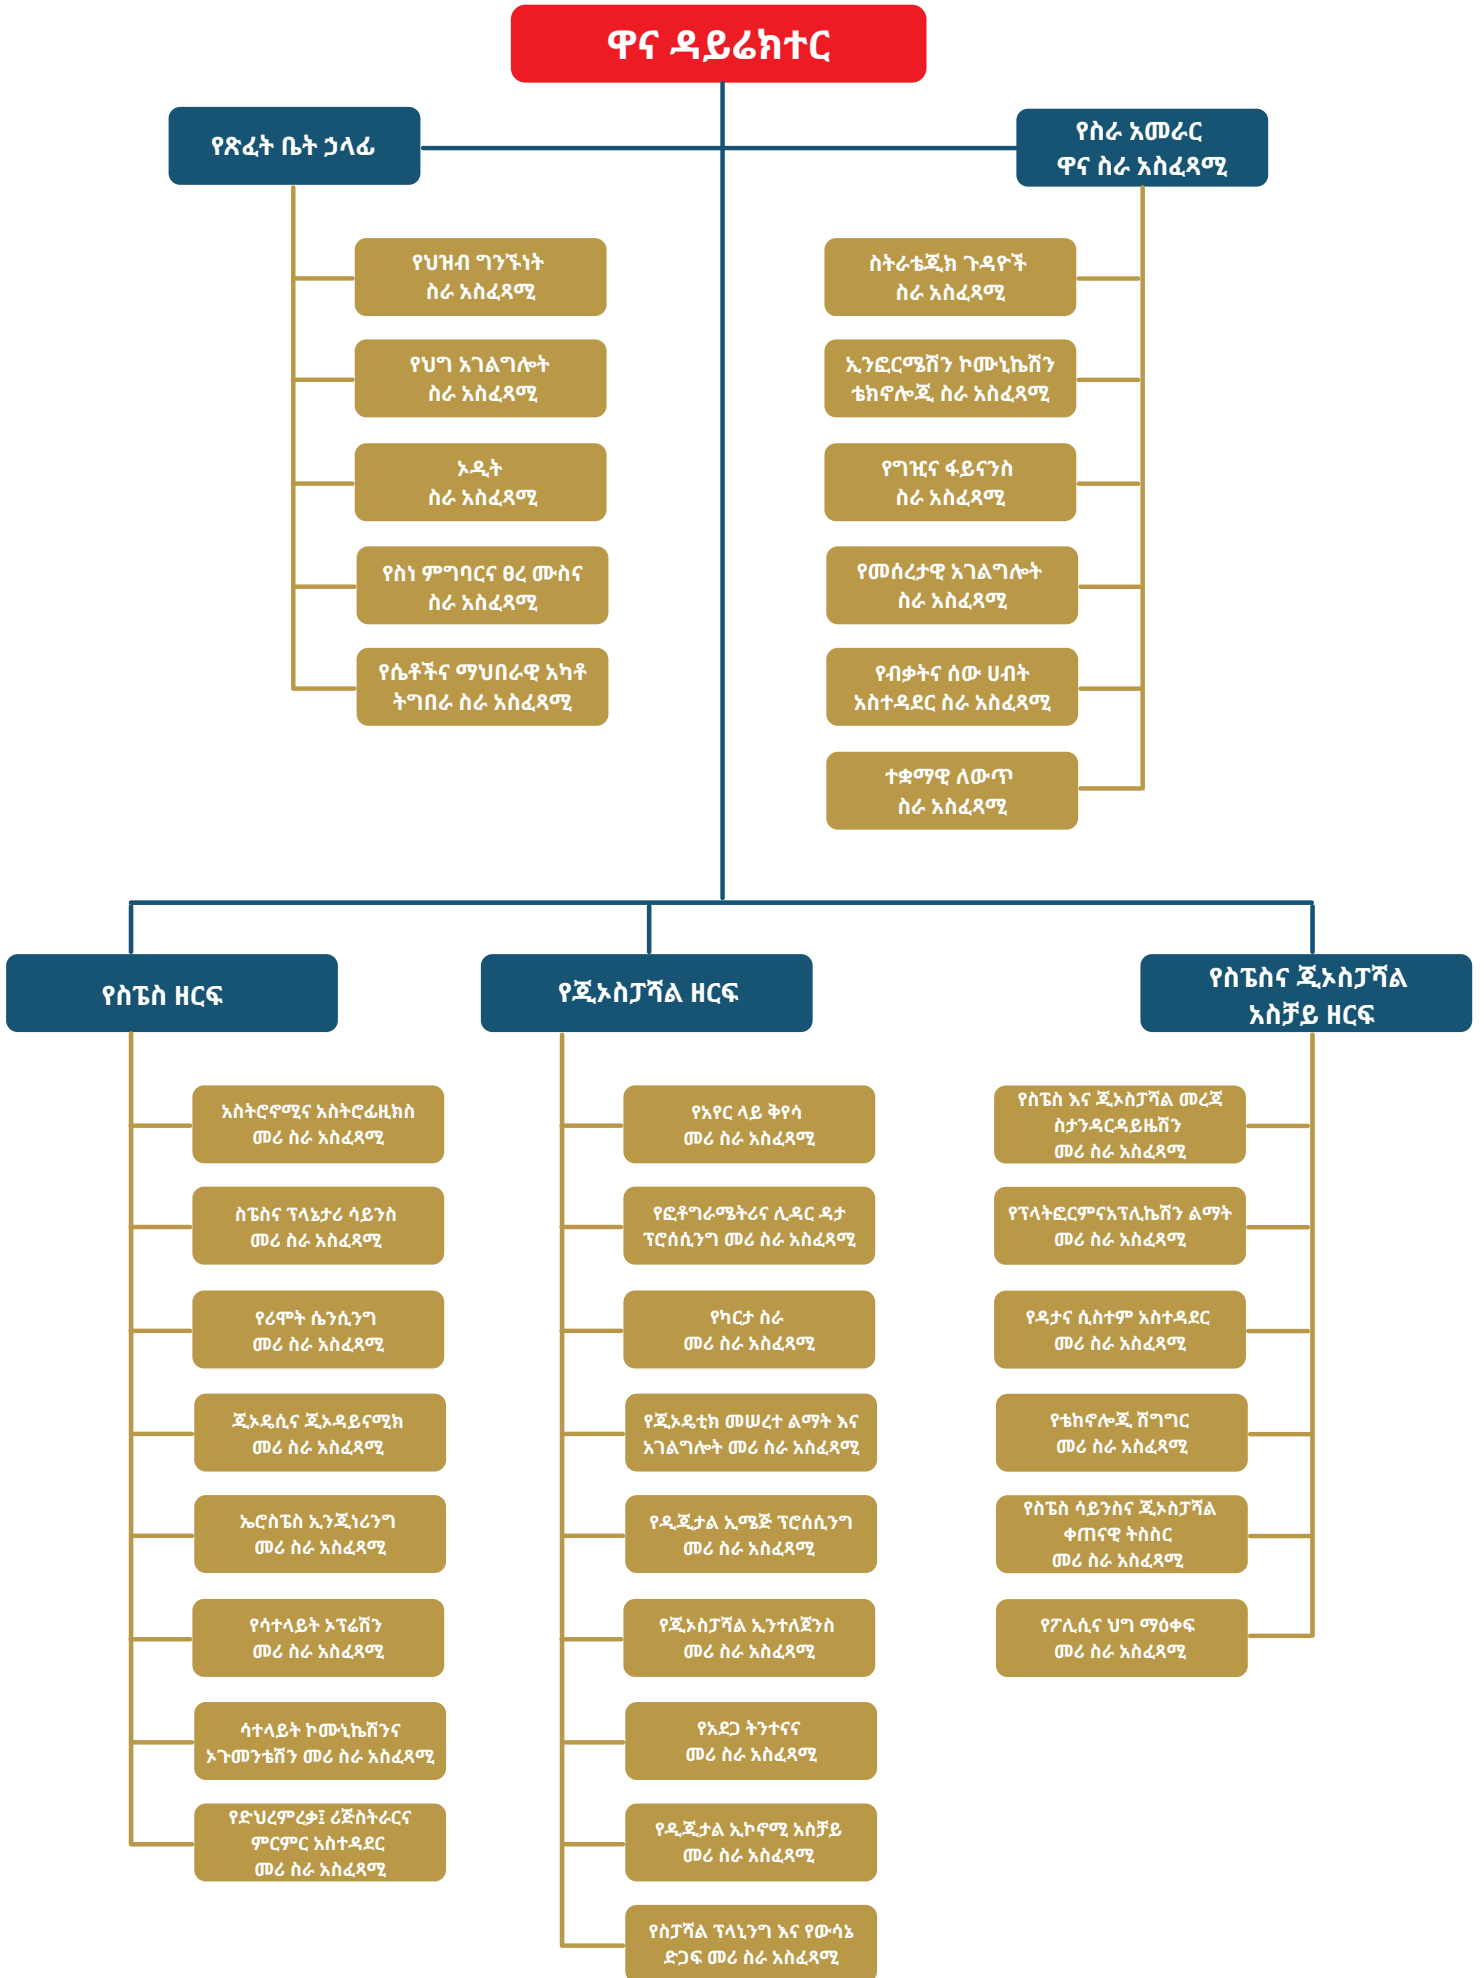 ዋና ዳይሬክተር
የጽፈት ቤት ኃላፊ
የስራ አመራር
ዋና ስራ አስፈጻሚ
የህዝብ ግንኙነት
ስራ አስፈጻሚ
የህግ አገልግሎት
ስራ አስፈጻሚ
ኦዲት
ስራ አስፈጻሚ
የስነ ምግባርና ፀረ ሙስና
ስራ አስፈጻሚ
የሴቶችና ማህበራዊ አካቶ
ትግበራ ስራ አስፈጻሚ
ስትራቴጂክ ጉዳዮች
ስራ አስፈጻሚ
ኢንፎርሜሽን ኮሙኒኬሽን
ቴክኖሎጂ ስራ አስፈጻሚ
የግዢና ፋይናንስ
ስራ አስፈጻሚ
የመሰረታዊ አገልግሎት
ስራ አስፈጻሚ
የብቃትና ሰው ሀብት
አስተዳደር ስራ አስፈጻሚ
ተቋማዊ ለውጥ
ስራ አስፈጻሚ
የስፔስ ዘርፍ
አስትሮኖሚና አስትሮፊዚክስ
መሪ ስራ አስፈጻሚ
ስፔስና ፕላኔታሪ ሳይንስ
መሪ ስራ አስፈጻሚ
የሪሞት ሴንሲንግ
መሪ ስራ አስፈጻሚ
ጂኦዴሲና ጂኦዳይናሚክ
መሪ ስራ አስፈጻሚ
ኤሮስፔስ ኢንጂነሪንግ
መሪ ስራ አስፈጻሚ
የሳተላይት ኦፕሬሽን
መሪ ስራ አስፈጻሚ
ሳተላይት ኮሙኒኬሽንና
ኦጉመንቴሽን መሪ ስራ አስፈጻሚ
የድህረምረቃ፤ ሪጅስትራርና
ምርምር አስተዳደር
መሪ ስራ አስፈጻሚ
የጂኦስፓሻል ዘርፍ
የአየር ላይ ቅየሳ
መሪ ስራ አስፈጻሚ
የፎቶግራሜትሪና ሊዳር ዳታ
ፕሮሰሲንግ መሪ ስራ አስፈጻሚ
የካርታ ስራ
መሪ ስራ አስፈጻሚ
የጂኦዴቲክ መሠረተ ልማት እና
አገልግሎት መሪ ስራ አስፈጻሚ
የዲጂታል ኢሜጅ ፕሮሰሲንግ
መሪ ስራ አስፈጻሚ
የጂኦስፓሻል ኢንተለጀንስ
መሪ ስራ አስፈጻሚ
የአደጋ ትንተናና
መሪ ስራ አስፈጻሚ
የዲጂታል ኢኮኖሚ አስቻይ
መሪ ስራ አስፈጻሚ
የስፓሻል ፕላኒንግ እና የውሳኔ
ድጋፍ መሪ ስራ አስፈጻሚ
የስፔስና ጂኦስፓሻል
አስቻይ ዘርፍ
የስፔስ እና ጂኦስፓሻል መረጃ
ስታንዳርዳይዜሽን
መሪ ስራ አስፈጻሚ
የፕላትፎርምናአፕሊኬሽን ልማት
መሪ ስራ አስፈጻሚ
የዳታና ሲስተም አስተዳደር
መሪ ስራ አስፈጻሚ
የቴከኖሎጂ ሽግግር
መሪ ስራ አስፈጻሚ
የስፔስ ሳይንስና ጂኦስፓሻል
ቀጠናዊ ትስስር
መሪ ስራ አስፈጻሚ
የፖሊሲና ህግ ማዕቀፍ
መሪ ስራ አስፈጻሚ